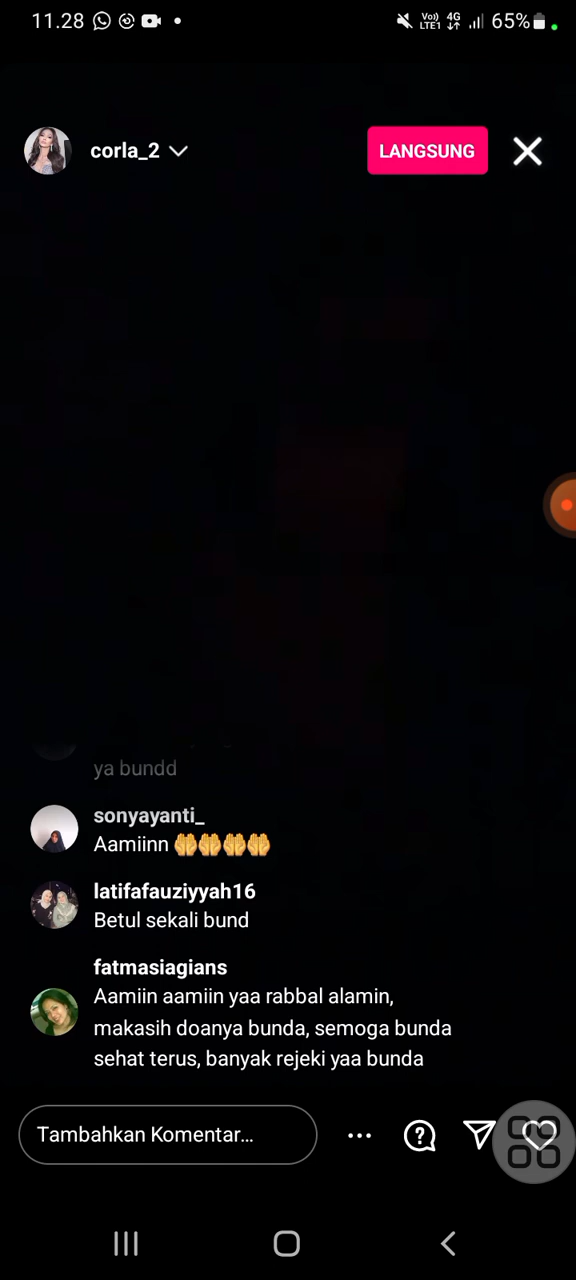 11.28 Vo) LTE1 4G 65%
corla_2 LANGSUNG
ya bundd
sonyayanti_
Aamiinn 🤲🤲🤲🤲
latifafauziyyah16
Betul sekali bund
fatmasiagians
Aamiin aamiin yaa rabbal alamin,
makasih doanya bunda, semoga bunda
sehat terus, banyak rejeki yaa bunda
Tambahkan Komentar...